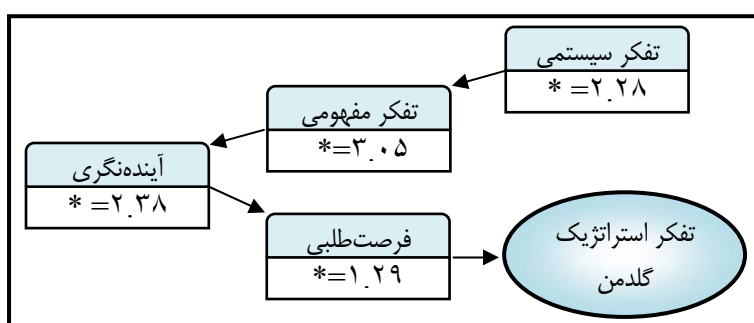 تفکر سیستمی
* =۲.۲۸
تفکر مفهومی
*=۳.۰۵
آینده‌نگری
* =۲.۳۸
فرصت‌طلبی
*=۱.۲۹
تفکر استراتژیک
گلدمن